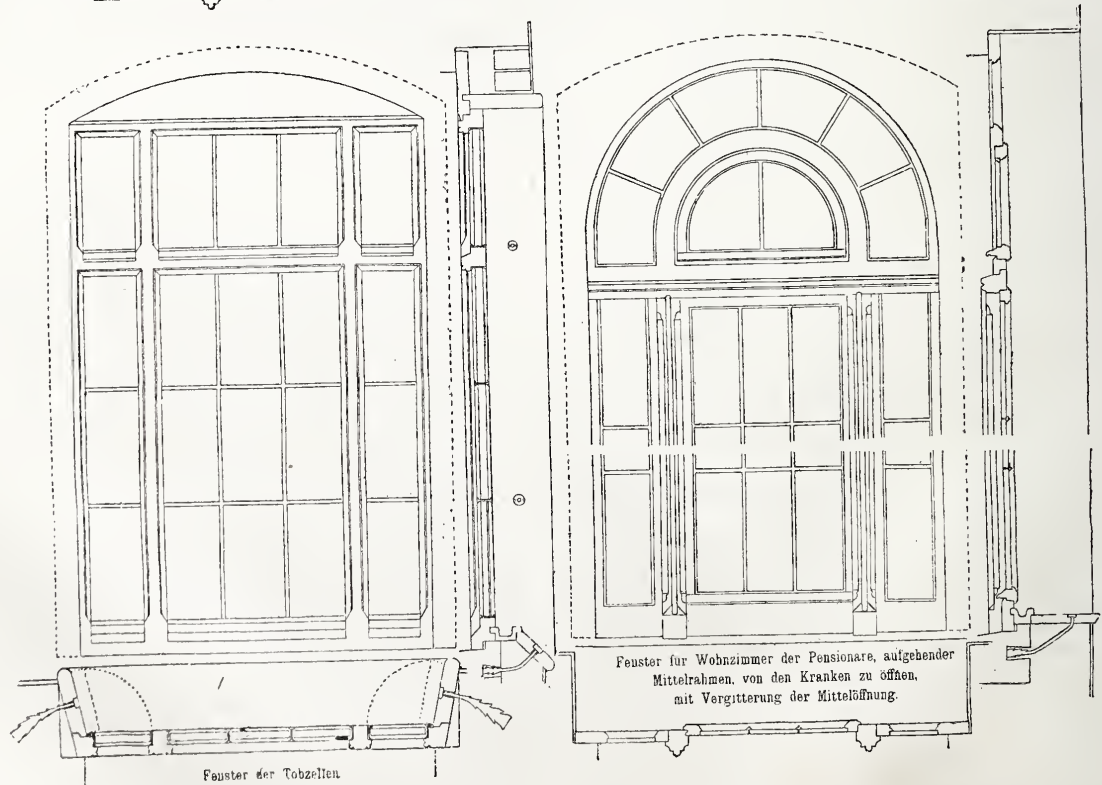 Fenster für Wohnzimmer der Pensionare, aufgehender
Mittelrahmen, von den Kranken zu öffnen,
mit Vergitterung der Mittelöffnung.
Fenster der Tobzellen